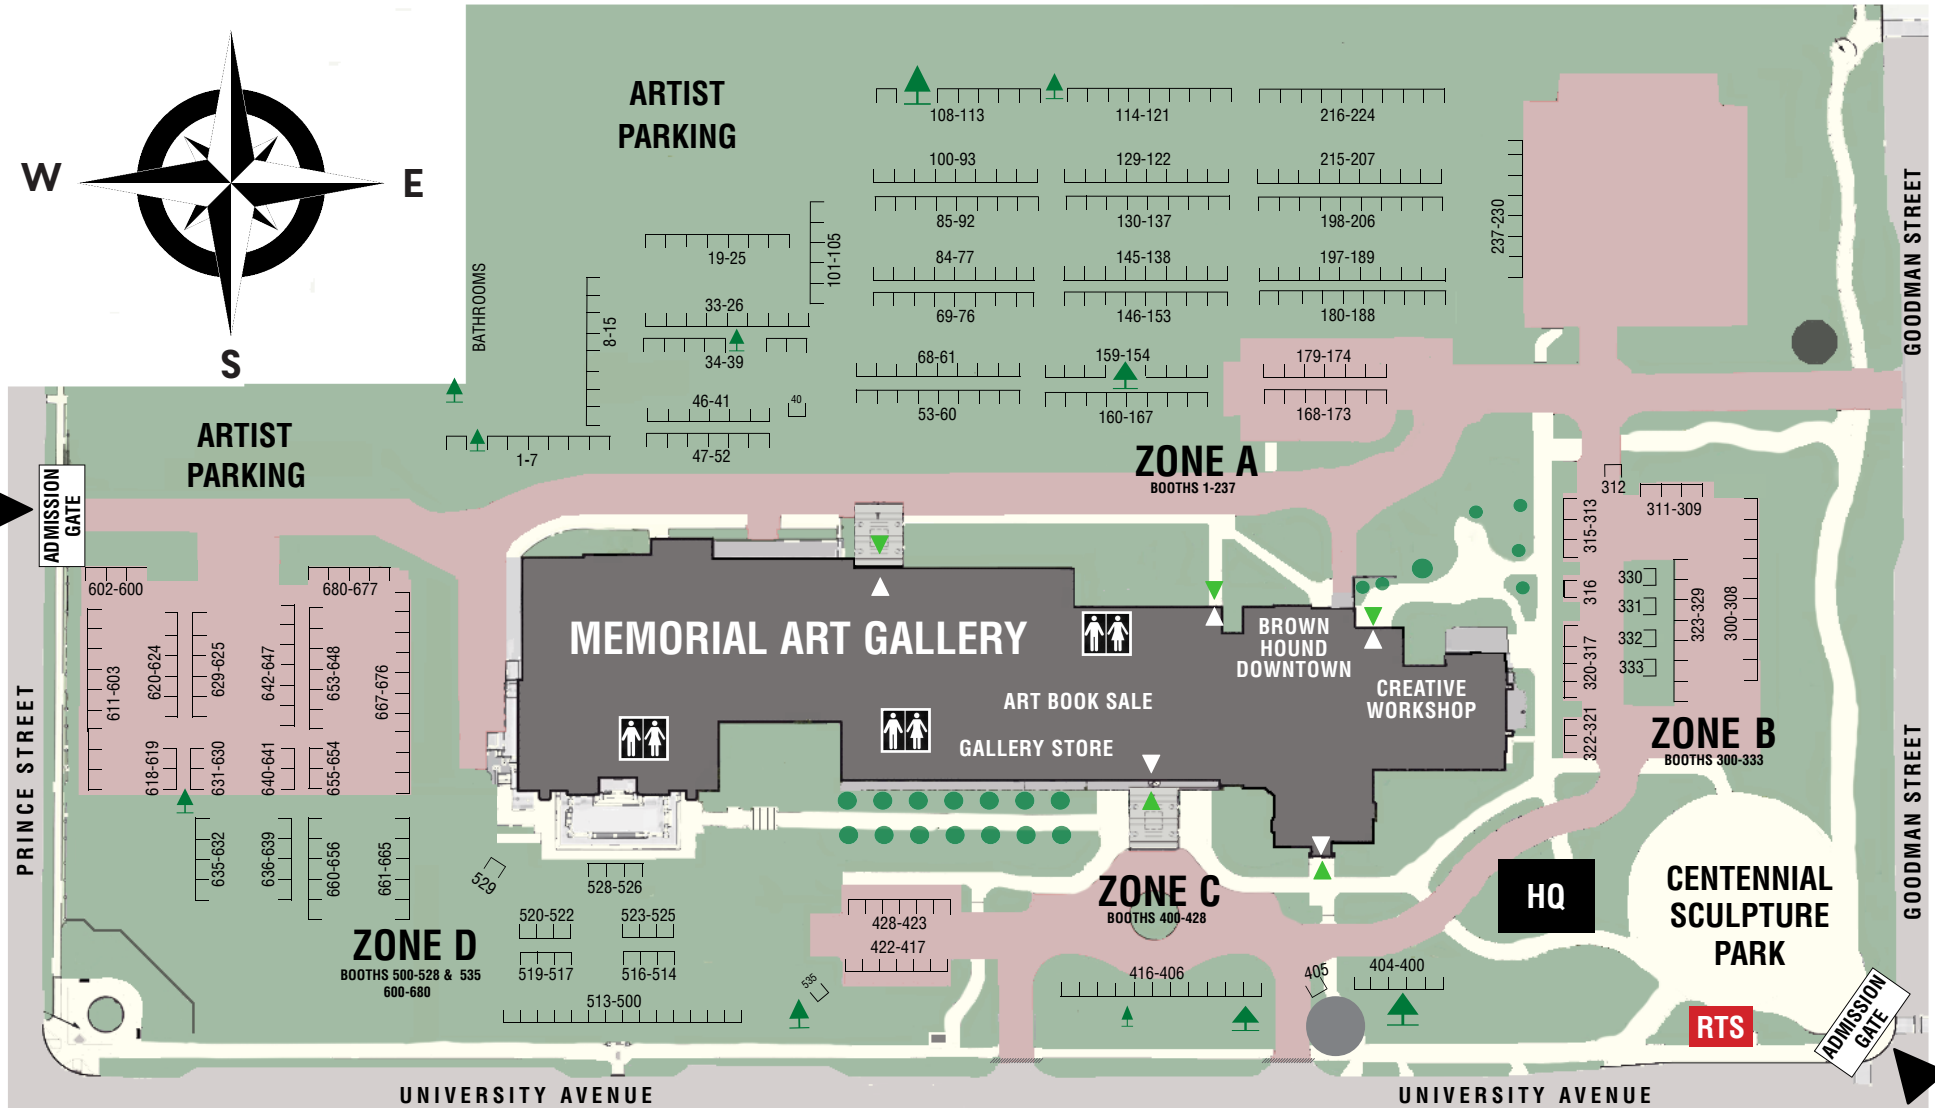 W
E
S
ARTIST
PARKING
108-113
114-121
216-224
100-93
129-122
215-207
85-92
130-137
198-206
237-230
19-25
101-105
84-77
145-138
197-189
BATHROOMS
8-15
33-26
69-76
146-153
180-188
34-39
68-61
159-154
179-174
46-41
40
53-60
160-167
168-173
1-7
47-52
GOODMAN STREET
ARTIST
PARKING
ADMISSION
GATE
ZONE A
BOOTHS 1-237
312
311-309
315-313
316
330
331
332
333
323-329
300-308
320-317
322-321
ZONE B
BOOTHS 300-333
602-600
680-677
611-603
620-624
629-625
642-647
653-648
667-676
618-619
631-630
640-641
655-654
635-632
636-639
660-656
661-665
PRINCE STREET
MEMORIAL ART GALLERY
BROWN
HOUND
DOWNTOWN
ART BOOK SALE
CREATIVE
WORKSHOP
GALLERY STORE
GOODMAN STREET
529
528-526
520-522
523-525
519-517
516-514
513-500
535
ZONE D
BOOTHS 500-528 & 535
600-680
428-423
422-417
ZONE C
BOOTHS 400-428
416-406
405
404-400
HQ
CENTENNIAL
SCULPTURE
PARK
RTS
ADMISSION
GATE
UNIVERSITY AVENUE
UNIVERSITY AVENUE